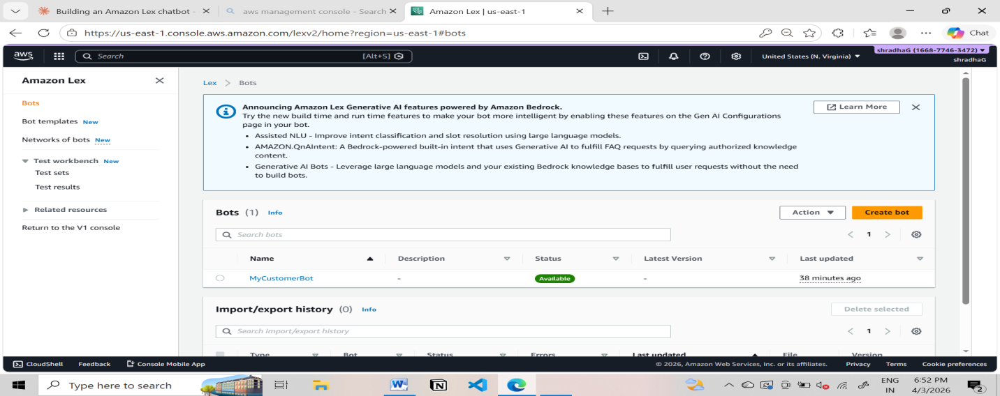 Building an Amazon Lex chatbot -
aws management console - Search
Amazon Lex | us-east-1
https://us-east-1.console.aws.amazon.com/lexv2/home?region=us-east-1#bots
Chat
aws
Search
[Alt+S]
United States (N. Virginia)
shradhaG (1668-7746-3472)
shradhaG
Amazon Lex
Bots
Bot templates New
Networks of bots New
Test workbench New
Test sets
Test results
Related resources
Return to the V1 console
Lex > Bots
Announcing Amazon Lex Generative AI features powered by Amazon Bedrock.
Try the new build time and run time features to make your bot more intelligent by enabling these features on the Gen AI Configurations
page in your bot.
• Assisted NLU - Improve intent classification and slot resolution using large language models.
• AMAZON.QnAIntent: A Bedrock-powered built-in intent that uses Generative AI to fulfill FAQ requests by querying authorized knowledge
content.
• Generative AI Bots - Leverage large language models and your existing Bedrock knowledge bases to fulfill user requests without the need
to build bots.
Learn More
Bots (1) Info
Action
Create bot
Search bots
1
Name Description Status Latest Version Last updated
MyCustomerBot - Available - 38 minutes ago
Import/export history (0) Info
Delete selected
Search import/export history
1
Type Bot Status Errors Last updated File Version
CloudShell Feedback Console Mobile App
© 2026, Amazon Web Services, Inc. or its affiliates. Privacy Terms Cookie preferences
Type here to search
ENG
IN
6:52 PM
4/3/2026
2